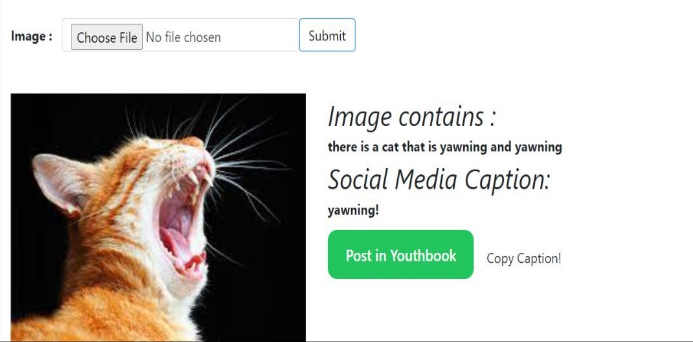 Image : Choose File No file chosen Submit
Image contains :
there is a cat that is yawning and yawning
Social Media Caption:
yawning!
Post in Youthbook Copy Caption!